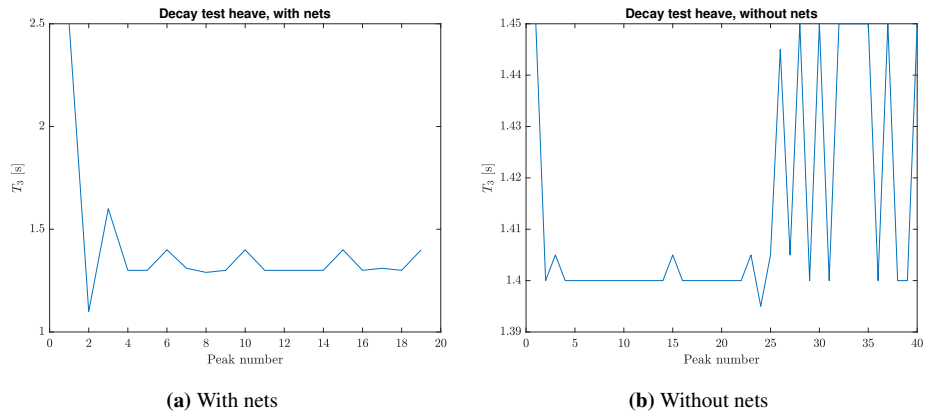 Decay test heave, with nets
2.5
2
1.5
1
T₃ [s]
0 2 4 6 8 10 12 14 16 18 20
Peak number
(a) With nets
Decay test heave, without nets
1.45
1.44
1.43
1.42
1.41
1.4
1.39
T₃ [s]
0 5 10 15 20 25 30 35 40
Peak number
(b) Without nets